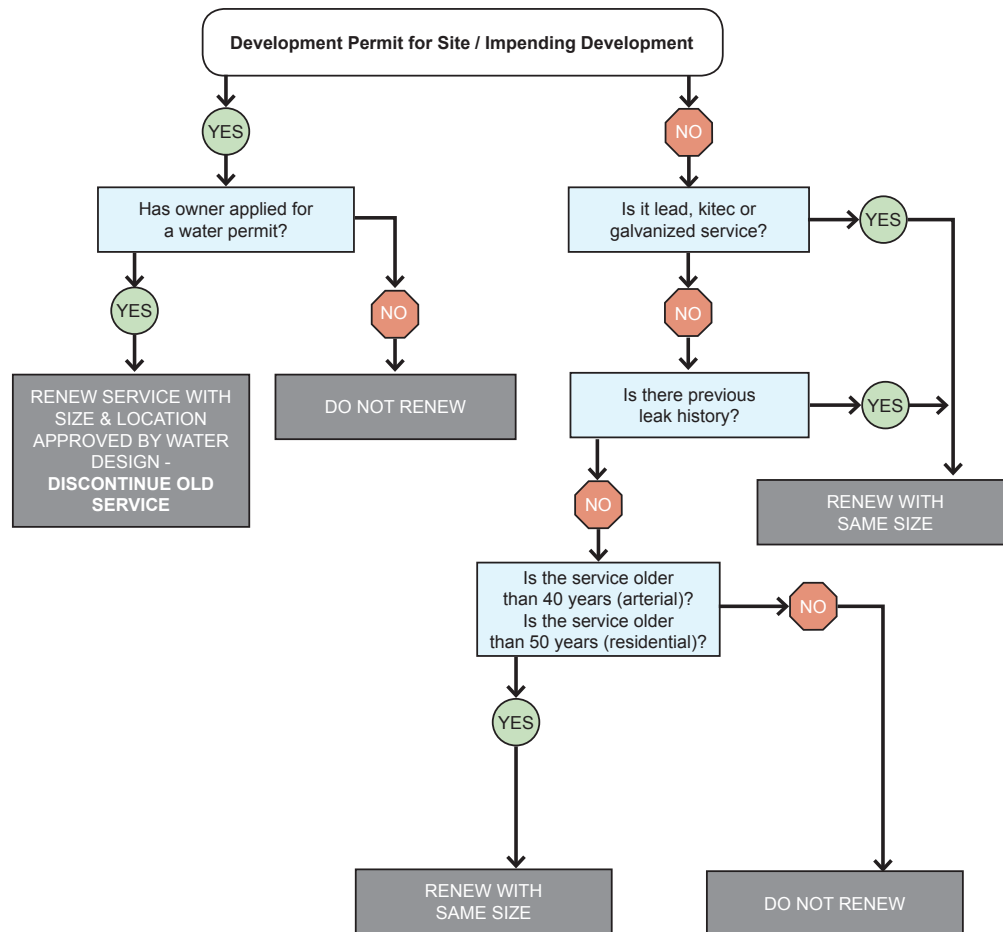 Development Permit for Site / Impending Development
YES
NO
Has owner applied for
a water permit?
Is it lead, kitec or
galvanized service?
YES
YES
NO
NO
RENEW SERVICE WITH
SIZE & LOCATION
APPROVED BY WATER
DESIGN -
DISCONTINUE OLD
SERVICE
DO NOT RENEW
Is there previous
leak history?
YES
NO
RENEW WITH
SAME SIZE
Is the service older
than 40 years (arterial)?
Is the service older
than 50 years (residential)?
NO
YES
RENEW WITH
SAME SIZE
DO NOT RENEW